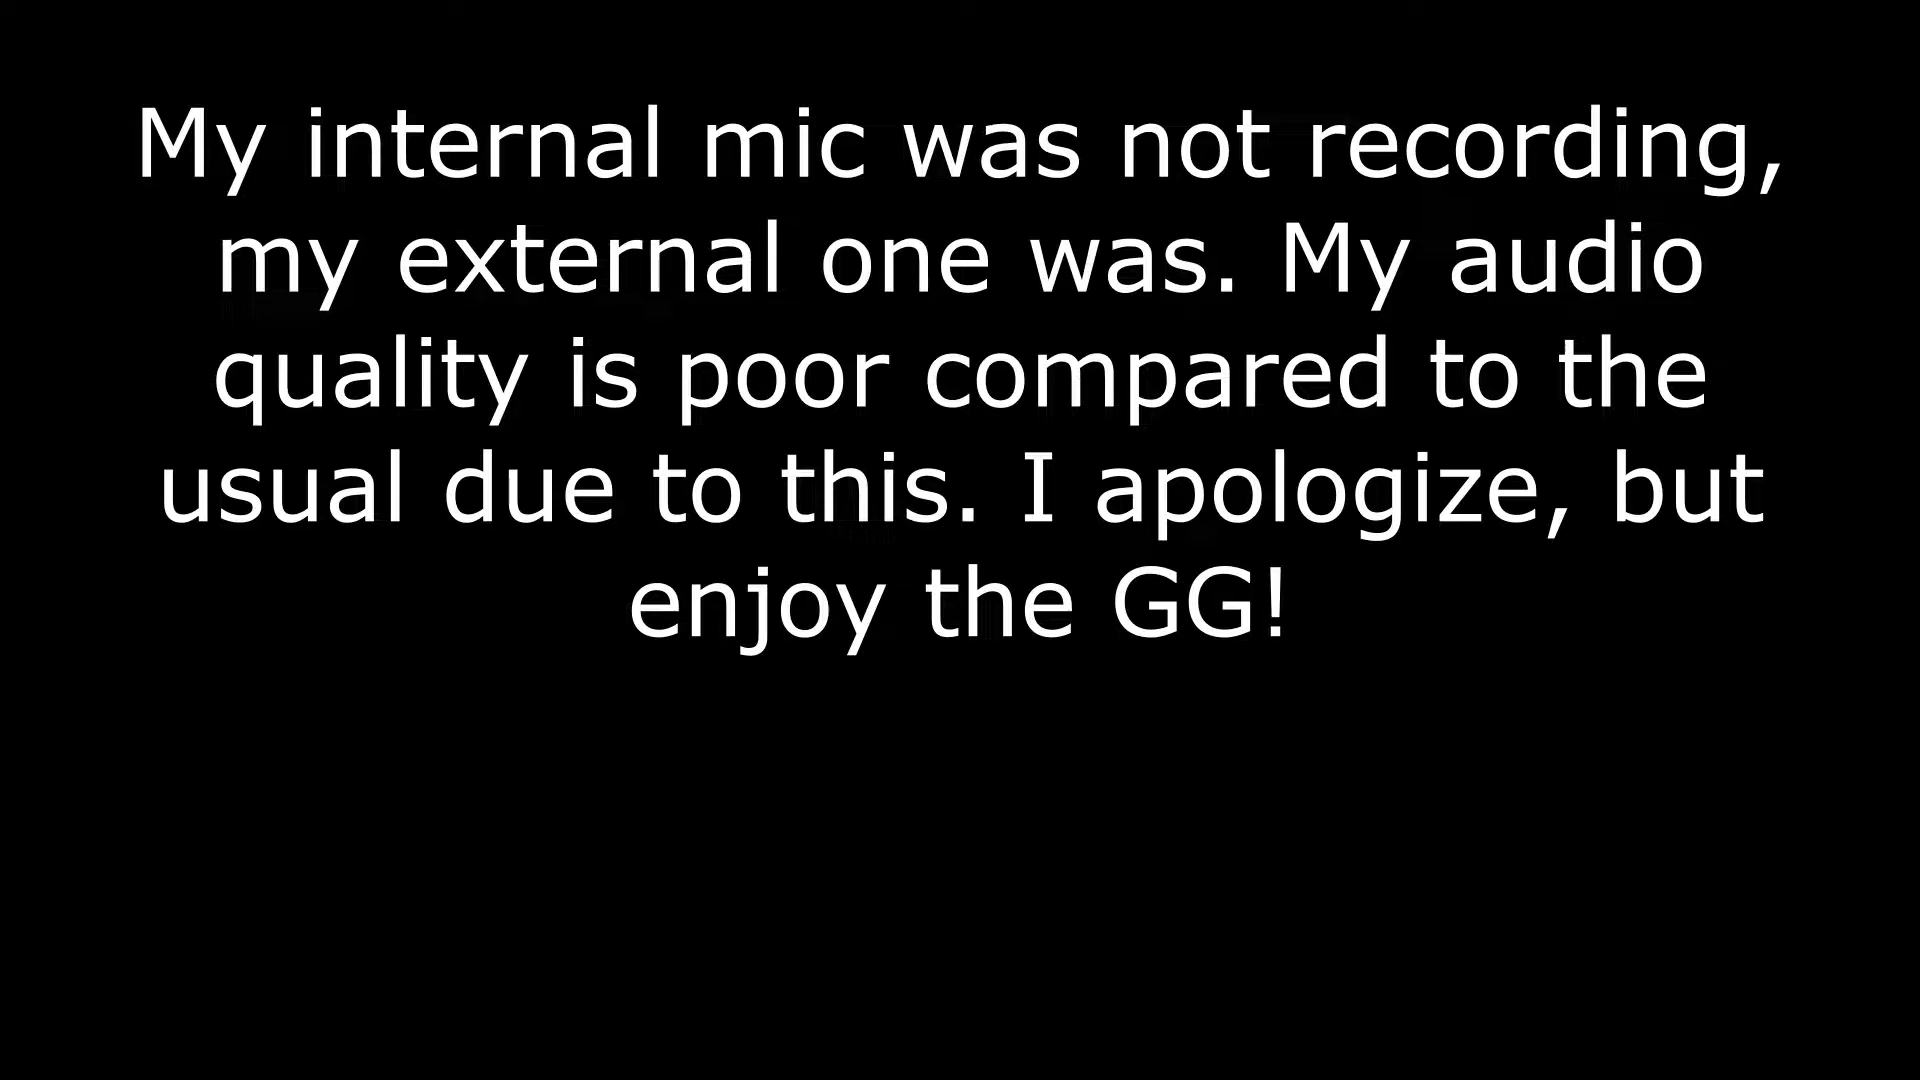 My internal mic was not recording,
my external one was. My audio
quality is poor compared to the
usual due to this. I apologize, but
enjoy the GG!